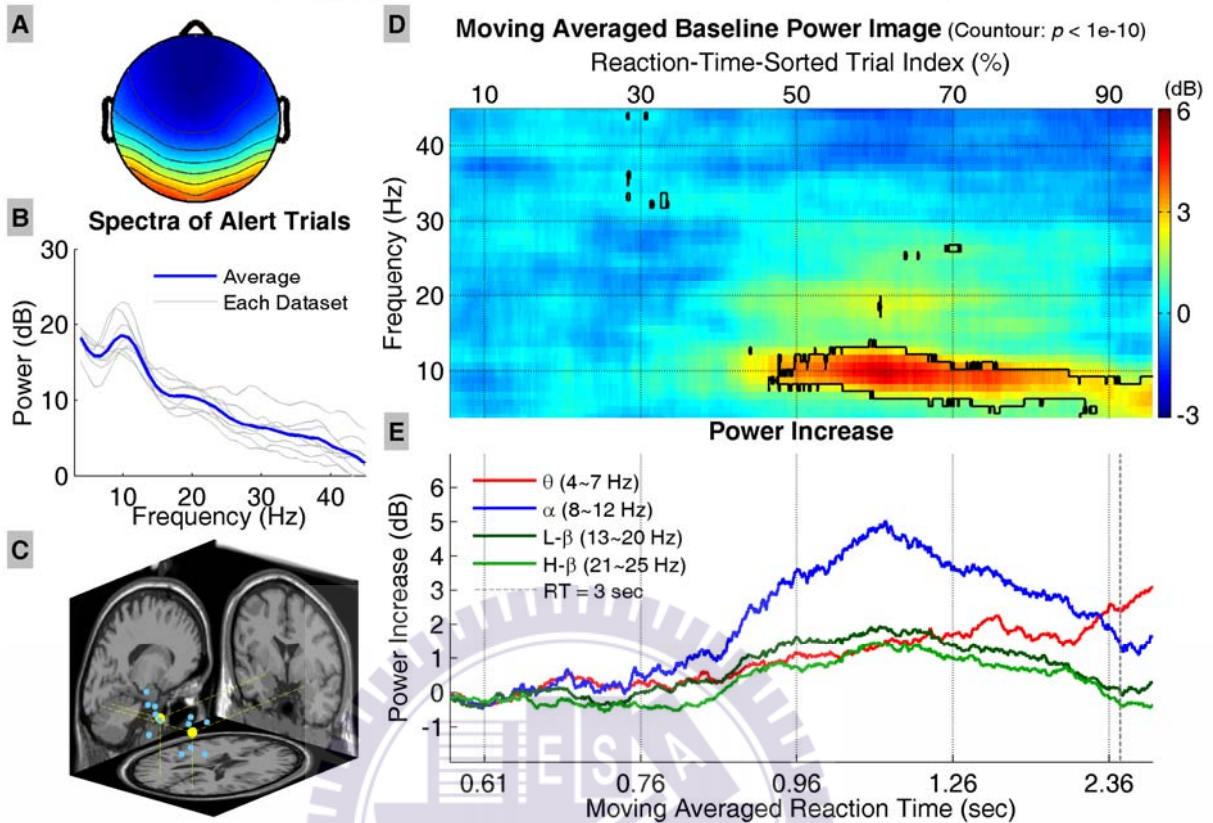 A
B
Spectra of Alert Trials
30
20
10
0
Power (dB)
Average
Each Dataset
10 20 30 40
Frequency (Hz)
C
D
Moving Averaged Baseline Power Image (Countour: p < 1e-10)
Reaction-Time-Sorted Trial Index (%)
10 30 50 70 90
(dB)
40
30
20
10
Frequency (Hz)
6
3
0
-3
E
Power Increase
6
5
4
3
2
1
0
-1
Power Increase (dB)
θ (4~7 Hz)
α (8~12 Hz)
L-β (13~20 Hz)
H-β (21~25 Hz)
RT = 3 sec
0.61 0.76 0.96 1.26 2.36
Moving Averaged Reaction Time (sec)
E S A